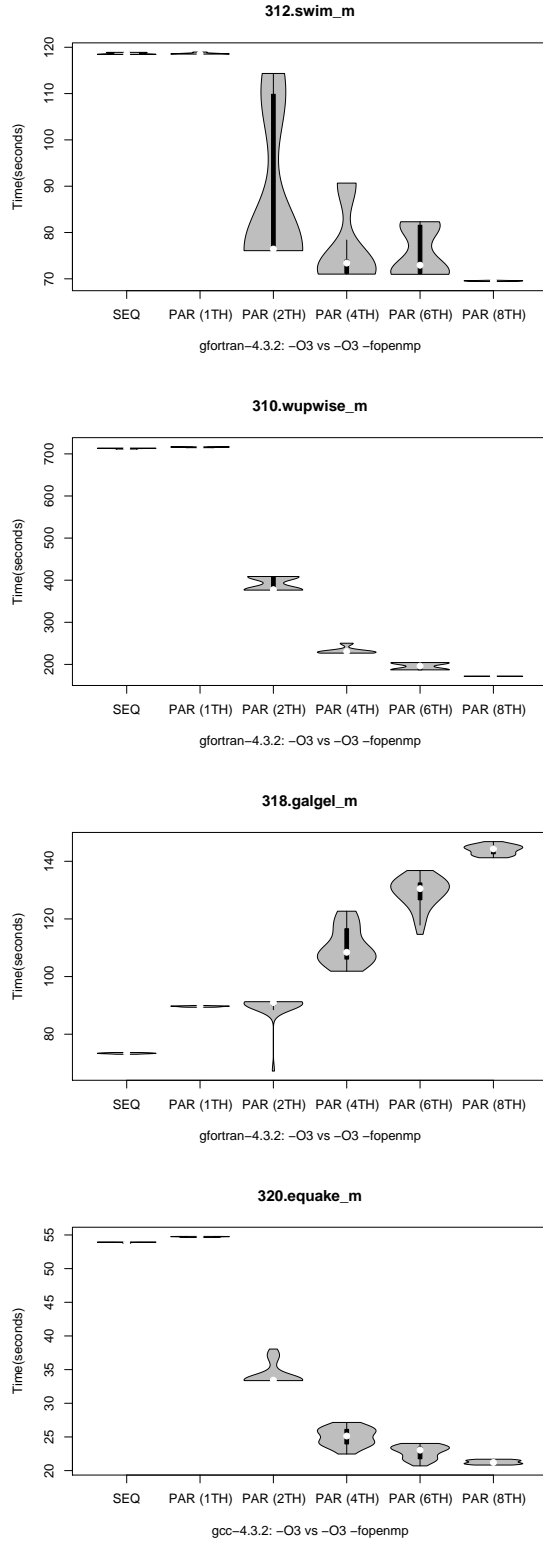 312.swim_m
Time(seconds)
120
100
90
80
70
SEQ PAR (1TH) PAR (2TH) PAR (4TH) PAR (6TH) PAR (8TH)
gfortran−4.3.2: −O3 vs −O3 −fopenmp
310.wupwise_m
Time(seconds)
700
600
500
400
300
200
SEQ PAR (1TH) PAR (2TH) PAR (4TH) PAR (6TH) PAR (8TH)
gfortran−4.3.2: −O3 vs −O3 −fopenmp
318.galgel_m
Time(seconds)
140
120
100
80
SEQ PAR (1TH) PAR (2TH) PAR (4TH) PAR (6TH) PAR (8TH)
gfortran−4.3.2: −O3 vs −O3 −fopenmp
320.equake_m
Time(seconds)
55
50
45
40
35
30
25
20
SEQ PAR (1TH) PAR (2TH) PAR (4TH) PAR (6TH) PAR (8TH)
gcc−4.3.2: −O3 vs −O3 −fopenmp